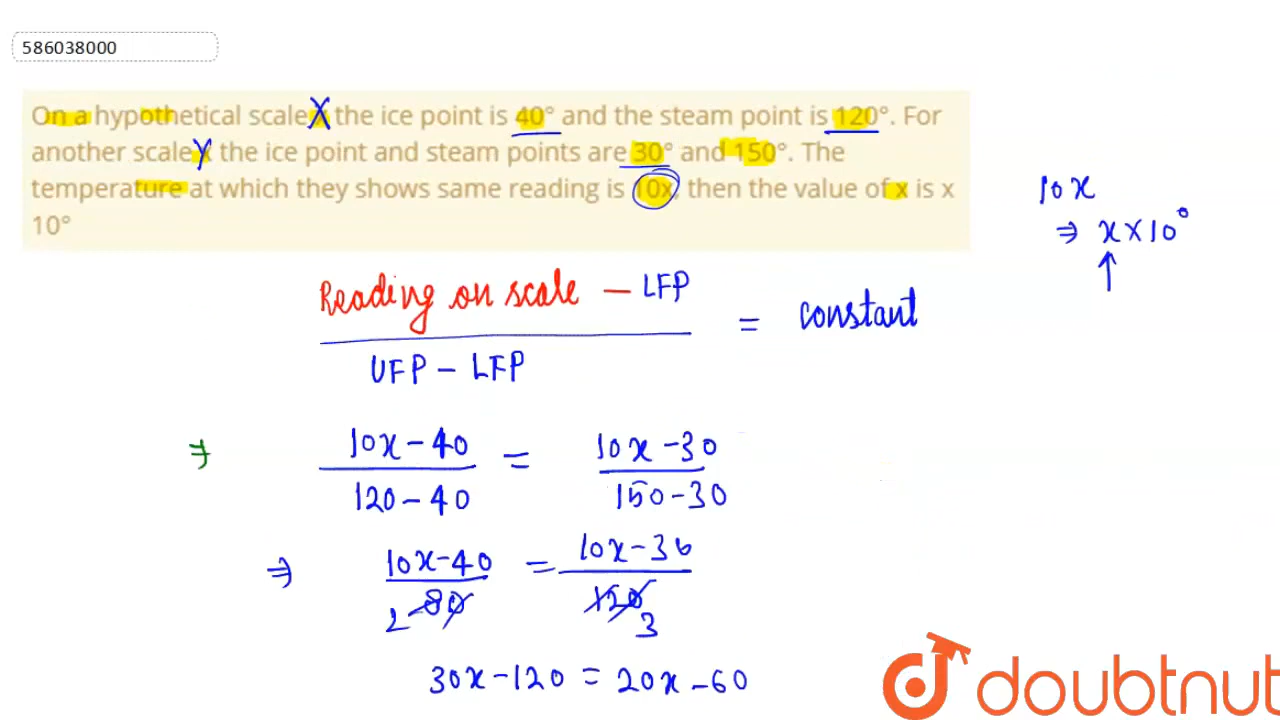 586038000
On a hypothetical scale X the ice point is 40° and the steam point is 120°. For
another scale Y the ice point and steam points are 30° and 150°. The
temperature at which they shows same reading is 10x, then the value of x is x
10°
10x
⇒ x × 10°
↑
Reading on scale - LFP
UFP - LFP
= constant
⇒ 10x - 40 = 10x - 30
120 - 40 150 - 30
⇒ 10x - 40 = 10x - 30
2 80 120 3
30x - 120 = 20x - 60
doubtnut